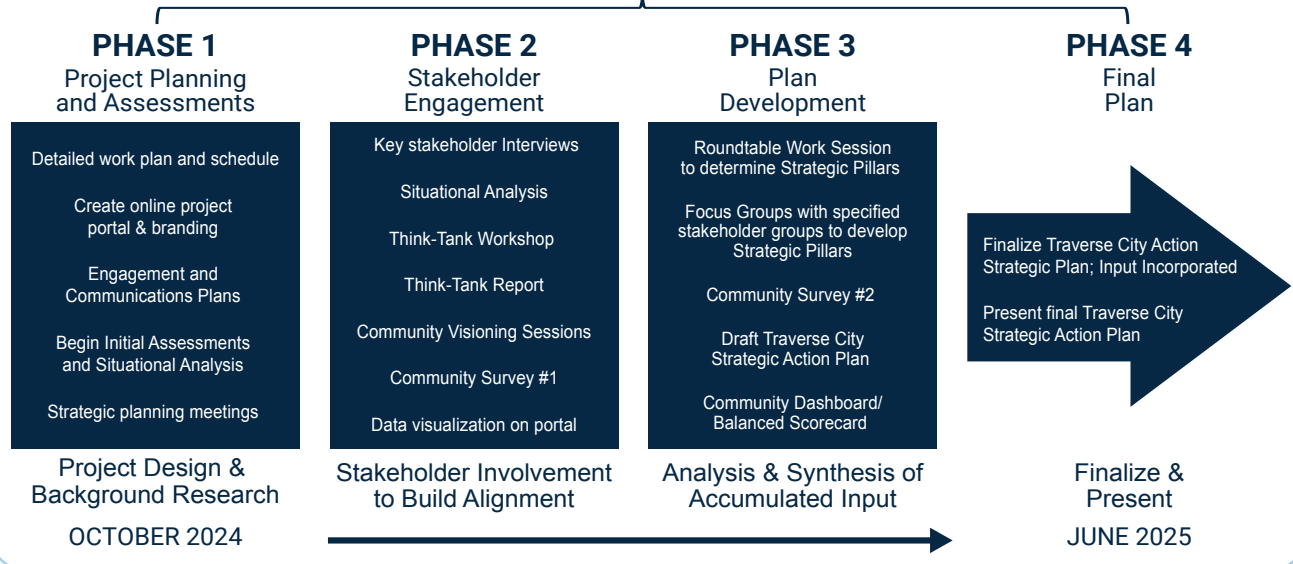 PHASE 1
Project Planning
and Assessments
Detailed work plan and schedule
Create online project
portal & branding
Engagement and
Communications Plans
Begin Initial Assessments
and Situational Analysis
Strategic planning meetings
Project Design &
Background Research
OCTOBER 2024
PHASE 2
Stakeholder
Engagement
Key stakeholder Interviews
Situational Analysis
Think-Tank Workshop
Think-Tank Report
Community Visioning Sessions
Community Survey #1
Data visualization on portal
Stakeholder Involvement
to Build Alignment
PHASE 3
Plan
Development
Roundtable Work Session
to determine Strategic Pillars
Focus Groups with specified
stakeholder groups to develop
Strategic Pillars
Community Survey #2
Draft Traverse City
Strategic Action Plan
Community Dashboard/
Balanced Scorecard
Analysis & Synthesis of
Accumulated Input
PHASE 4
Final
Plan
Finalize Traverse City Action
Strategic Plan; Input Incorporated
Present final Traverse City
Strategic Action Plan
Finalize &
Present
JUNE 2025